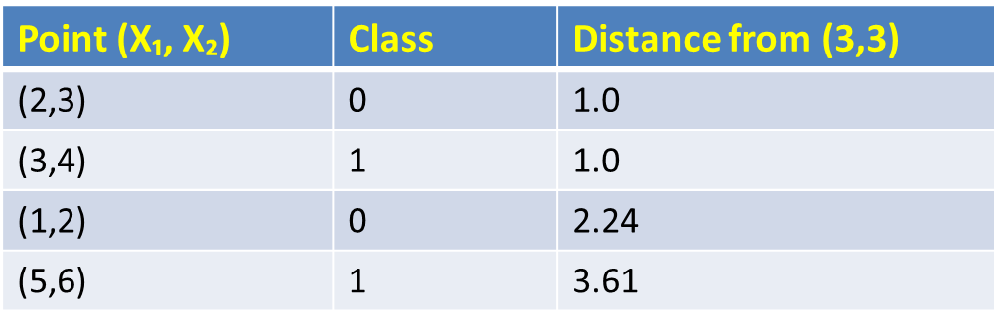 Point (X₁, X₂) Class Distance from (3,3)
(2,3) 0 1.0
(3,4) 1 1.0
(1,2) 0 2.24
(5,6) 1 3.61